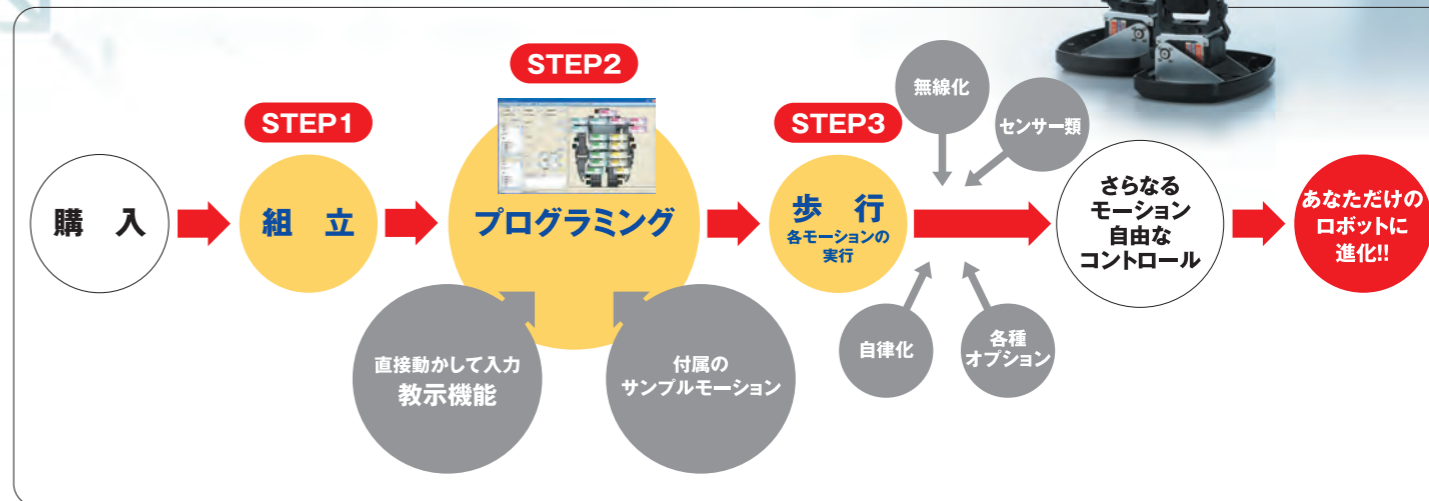 購 入
STEP1
組 立
STEP2
プログラミング
直接動かして入力
教示機能
付属の
サンプルモーション
STEP3
歩 行
各モーションの
実行
無線化
センサー類
自律化
各種
オプション
さらなる
モーション
自由な
コントロール
あなただけの
ロボットに
進化!!